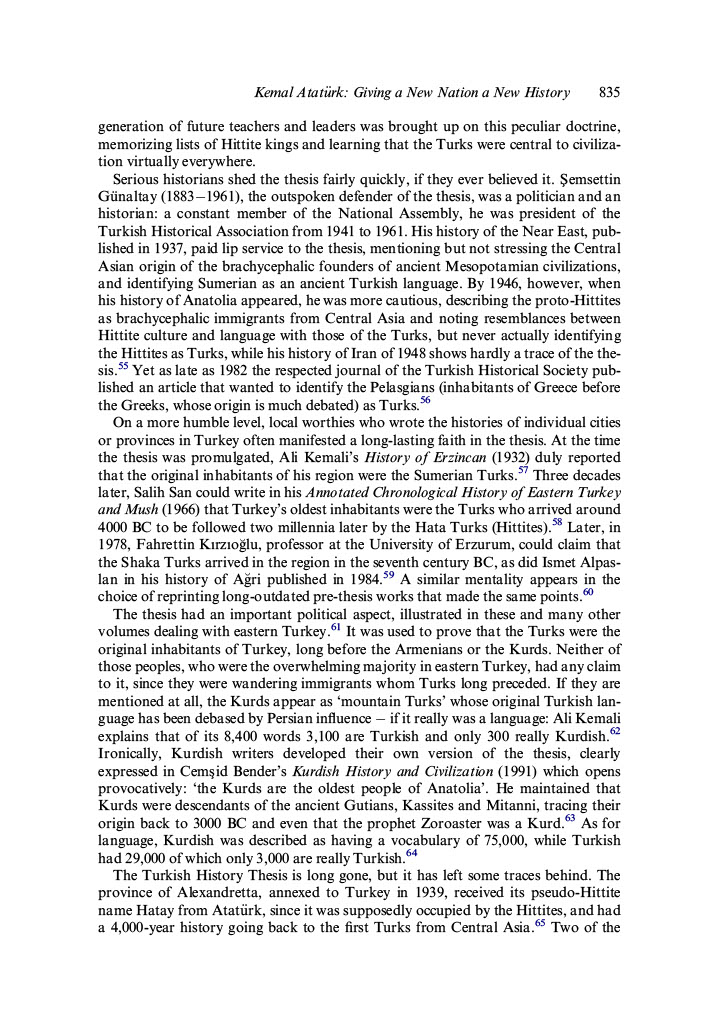 Kemal Atatürk: Giving a New Nation a New History 835
generation of future teachers and leaders was brought up on this peculiar doctrine,
memorizing lists of Hittite kings and learning that the Turks were central to civiliza-
tion virtually everywhere.
Serious historians shed the thesis fairly quickly, if they ever believed it. Şemsettin
Günaltay (1883–1961), the outspoken defender of the thesis, was a politician and an
historian: a constant member of the National Assembly, he was president of the
Turkish Historical Association from 1941 to 1961. His history of the Near East, pub-
lished in 1937, paid lip service to the thesis, mentioning but not stressing the Central
Asian origin of the brachycephalic founders of ancient Mesopotamian civilizations,
and identifying Sumerian as an ancient Turkish language. By 1946, however, when
his history of Anatolia appeared, he was more cautious, describing the proto-Hittites
as brachycephalic immigrants from Central Asia and noting resemblances between
Hittite culture and language with those of the Turks, but never actually identifying
the Hittites as Turks, while his history of Iran of 1948 shows hardly a trace of the the-
sis.55 Yet as late as 1982 the respected journal of the Turkish Historical Society pub-
lished an article that wanted to identify the Pelasgians (inhabitants of Greece before
the Greeks, whose origin is much debated) as Turks.56
On a more humble level, local worthies who wrote the histories of individual cities
or provinces in Turkey often manifested a long-lasting faith in the thesis. At the time
the thesis was promulgated, Ali Kemali's History of Erzincan (1932) duly reported
that the original inhabitants of his region were the Sumerian Turks.57 Three decades
later, Salih San could write in his Annotated Chronological History of Eastern Turkey
and Mush (1966) that Turkey's oldest inhabitants were the Turks who arrived around
4000 BC to be followed two millennia later by the Hata Turks (Hittites).58 Later, in
1978, Fahrettin Kırzıoğlu, professor at the University of Erzurum, could claim that
the Shaka Turks arrived in the region in the seventh century BC, as did Ismet Alpas-
lan in his history of Ağri published in 1984.59 A similar mentality appears in the
choice of reprinting long-outdated pre-thesis works that made the same points.60
The thesis had an important political aspect, illustrated in these and many other
volumes dealing with eastern Turkey.61 It was used to prove that the Turks were the
original inhabitants of Turkey, long before the Armenians or the Kurds. Neither of
those peoples, who were the overwhelming majority in eastern Turkey, had any claim
to it, since they were wandering immigrants whom Turks long preceded. If they are
mentioned at all, the Kurds appear as 'mountain Turks' whose original Turkish lan-
guage has been debased by Persian influence – if it really was a language: Ali Kemali
explains that of its 8,400 words 3,100 are Turkish and only 300 really Kurdish.62
Ironically, Kurdish writers developed their own version of the thesis, clearly
expressed in Cemşid Bender's Kurdish History and Civilization (1991) which opens
provocatively: 'the Kurds are the oldest people of Anatolia'. He maintained that
Kurds were descendants of the ancient Gutians, Kassites and Mitanni, tracing their
origin back to 3000 BC and even that the prophet Zoroaster was a Kurd.63 As for
language, Kurdish was described as having a vocabulary of 75,000, while Turkish
had 29,000 of which only 3,000 are really Turkish.64
The Turkish History Thesis is long gone, but it has left some traces behind. The
province of Alexandretta, annexed to Turkey in 1939, received its pseudo-Hittite
name Hatay from Atatürk, since it was supposedly occupied by the Hittites, and had
a 4,000-year history going back to the first Turks from Central Asia.65 Two of the